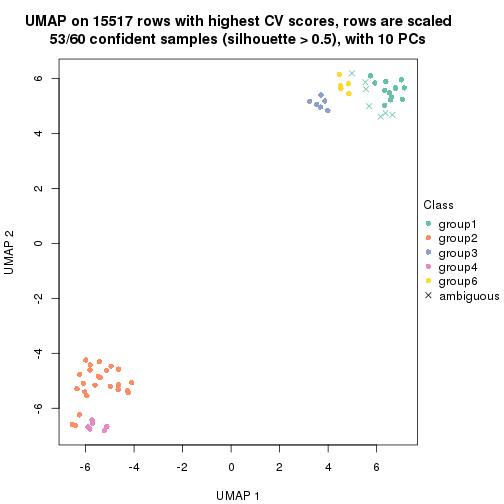 UMAP on 15517 rows with highest CV scores, rows are scaled
53/60 confident samples (silhouette > 0.5), with 10 PCs
6
4
2
0
-2
-4
-6
UMAP 2
-6
-4
-2
0
2
4
6
UMAP 1
Class
group1
group2
group3
group4
group6
ambiguous